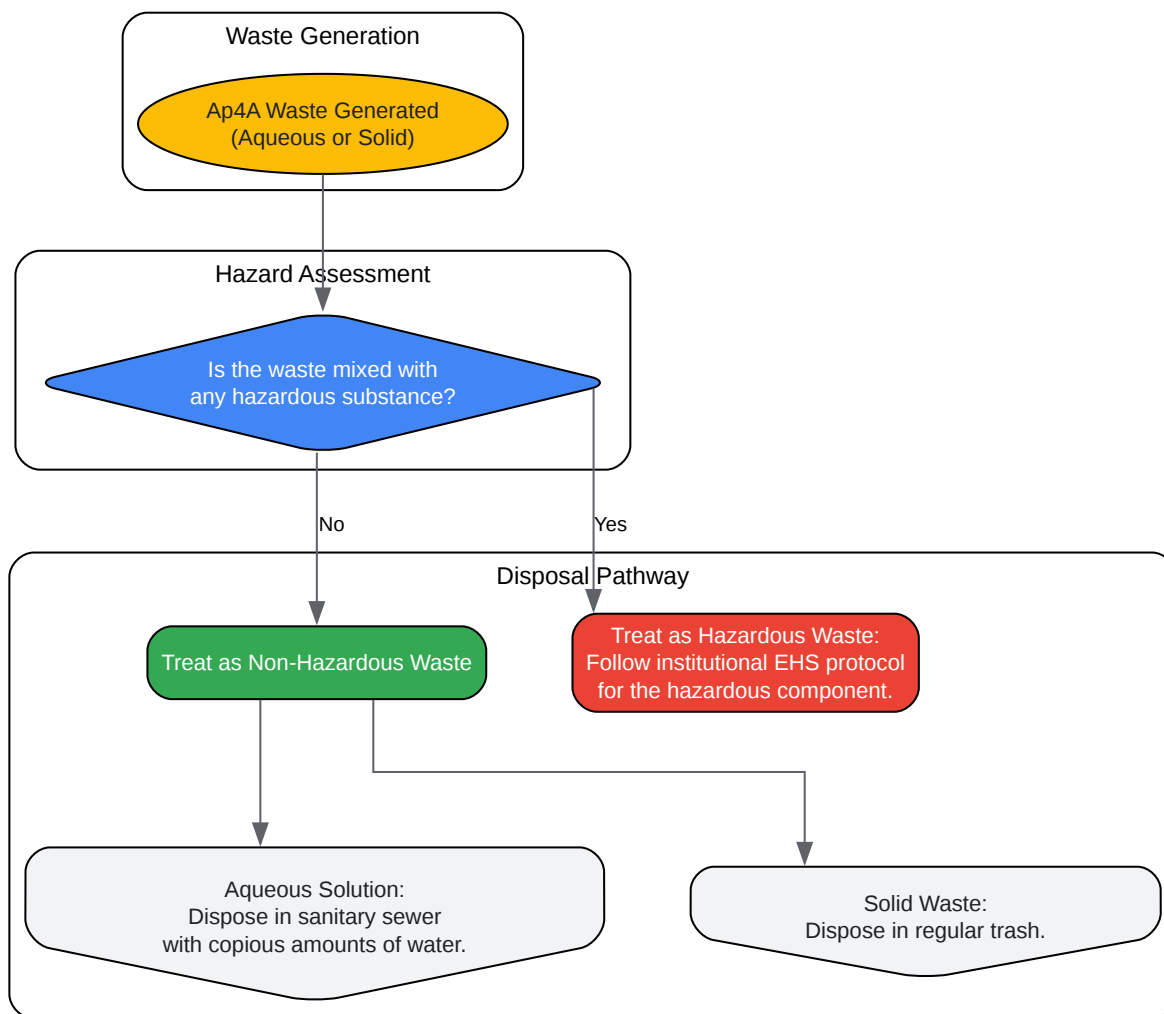 Waste Generation
Ap4A Waste Generated
(Aqueous or Solid)
Hazard Assessment
Is the waste mixed with
any hazardous substance?
No
Yes
Disposal Pathway
Treat as Non-Hazardous Waste
Treat as Hazardous Waste:
Follow institutional EHS protocol
for the hazardous component.
Aqueous Solution:
Dispose in sanitary sewer
with copious amounts of water.
Solid Waste:
Dispose in regular trash.